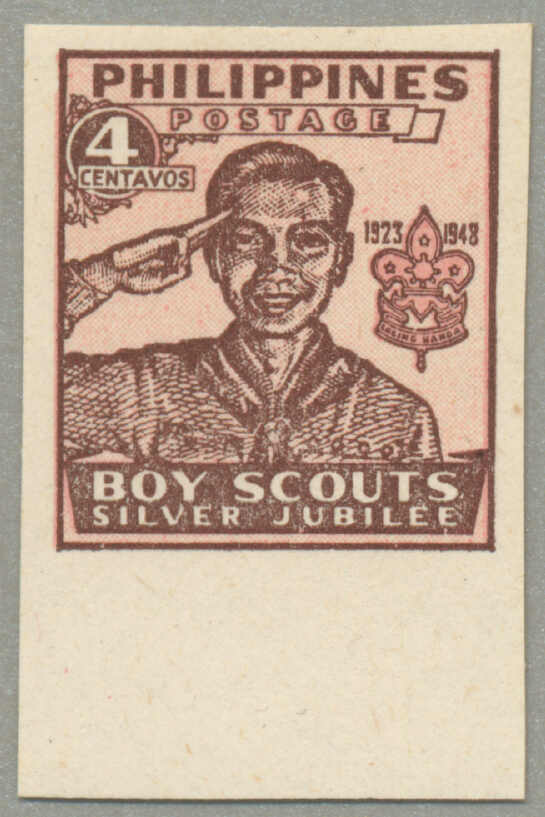 PHILIPPINES
POSTAGE
4
CENTAVOS
1923 1948
LAGING HANDA
BOY SCOUTS
SILVER JUBILEE